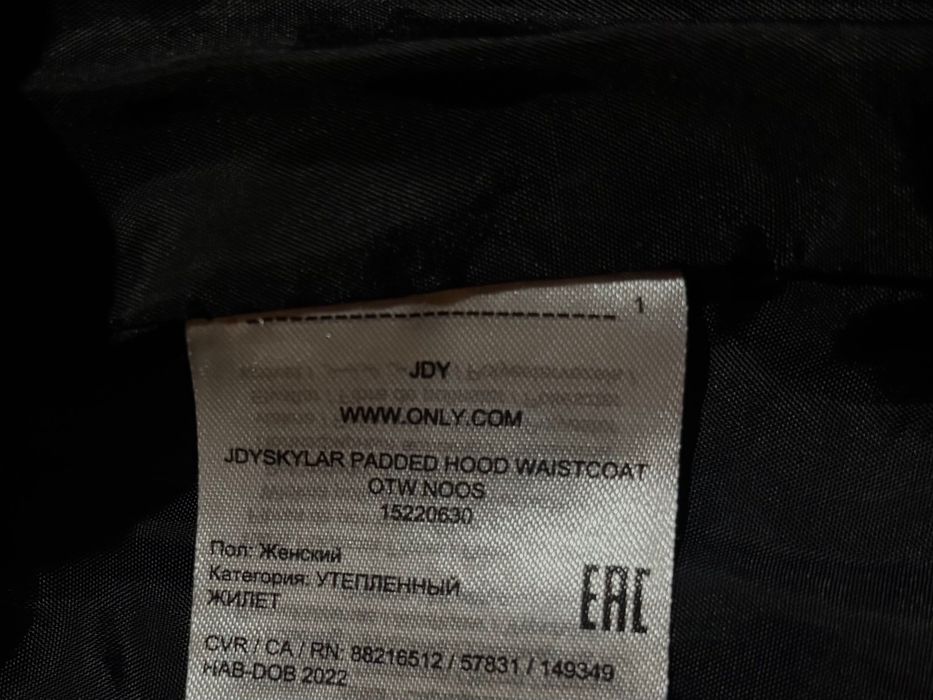 1
JDY
WWW.ONLY.COM
JDYSKYLAR PADDED HOOD WAISTCOAT
OTW NOOS
15220630
Пол: Женский
Категория: УТЕПЛЕННЫЙ
ЖИЛЕТ
EAC
CVR / CA / RN: 88216512 / 57831 / 149349
HAB-DOB 2022